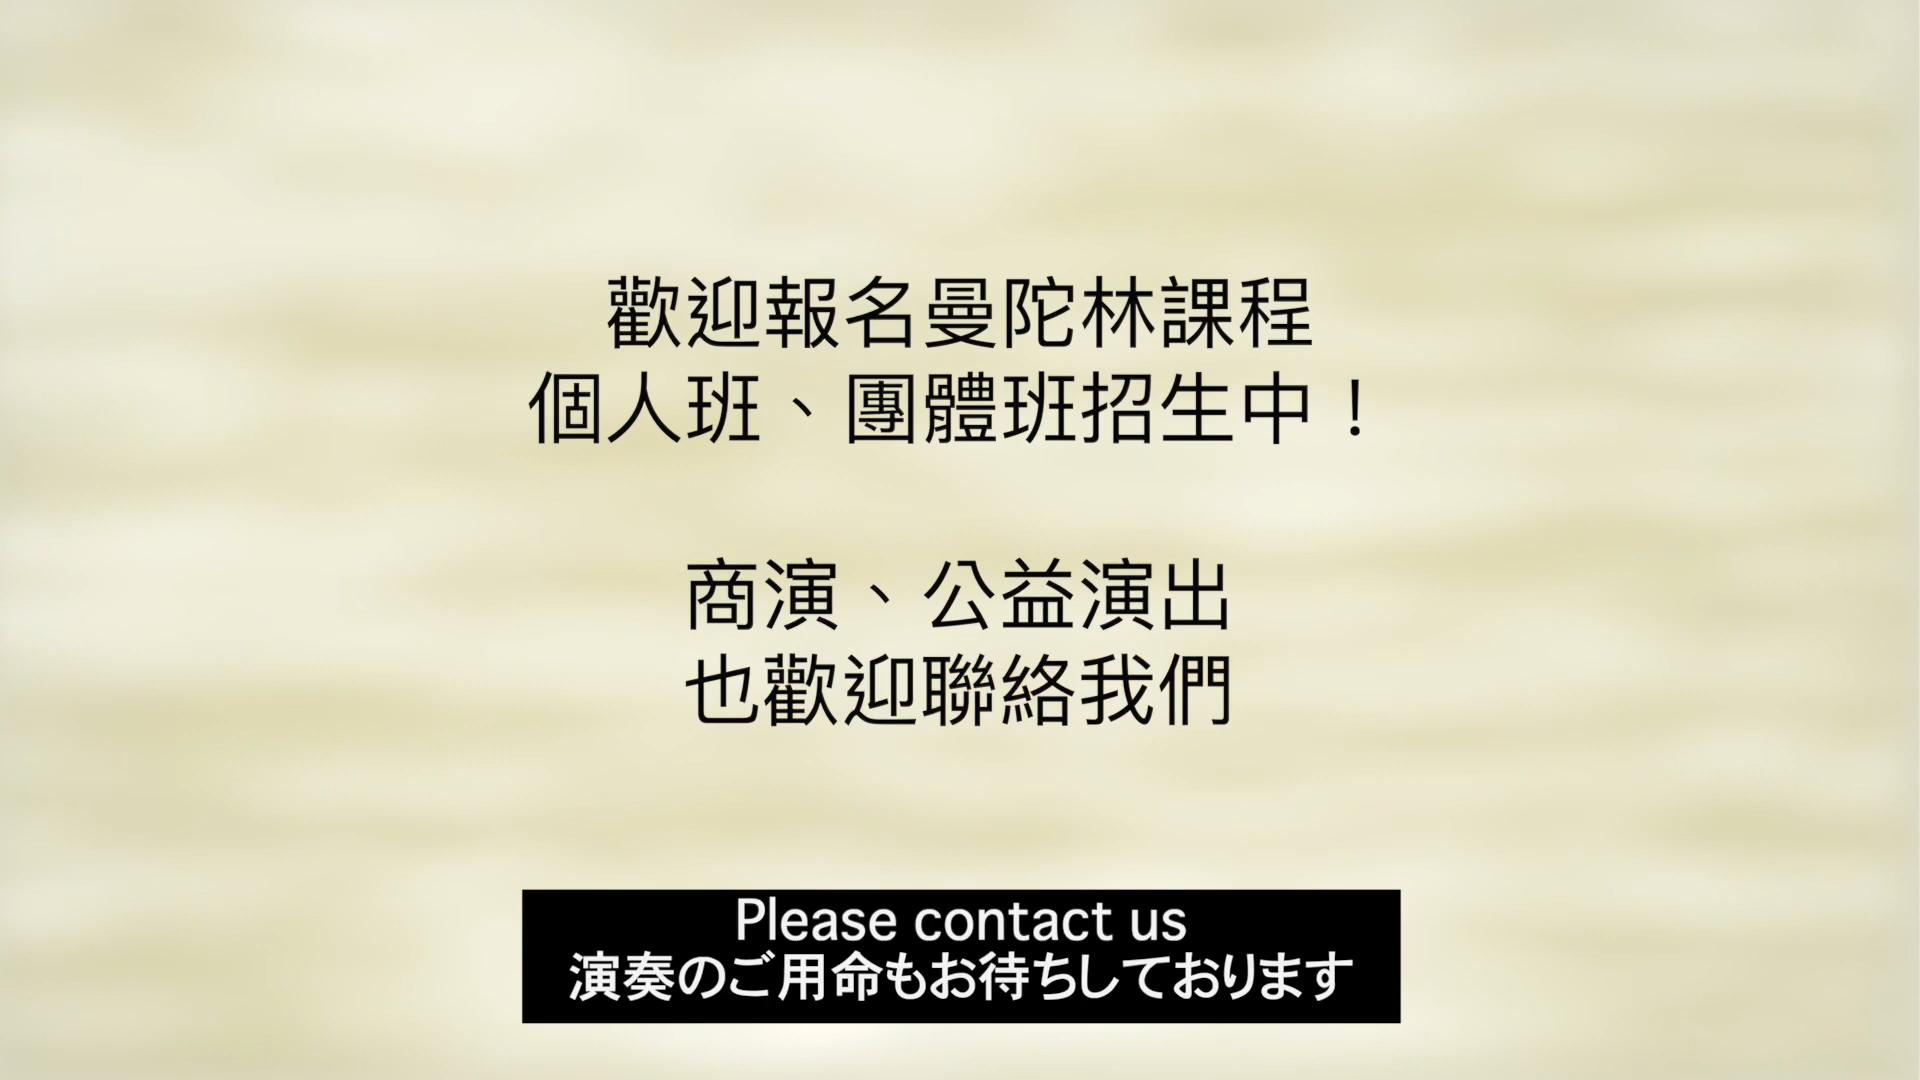 歡迎報名曼陀林課程
個人班、團體班招生中！
商演、公益演出
也歡迎聯絡我們
Please contact us
演奏のご用命もお待ちしております